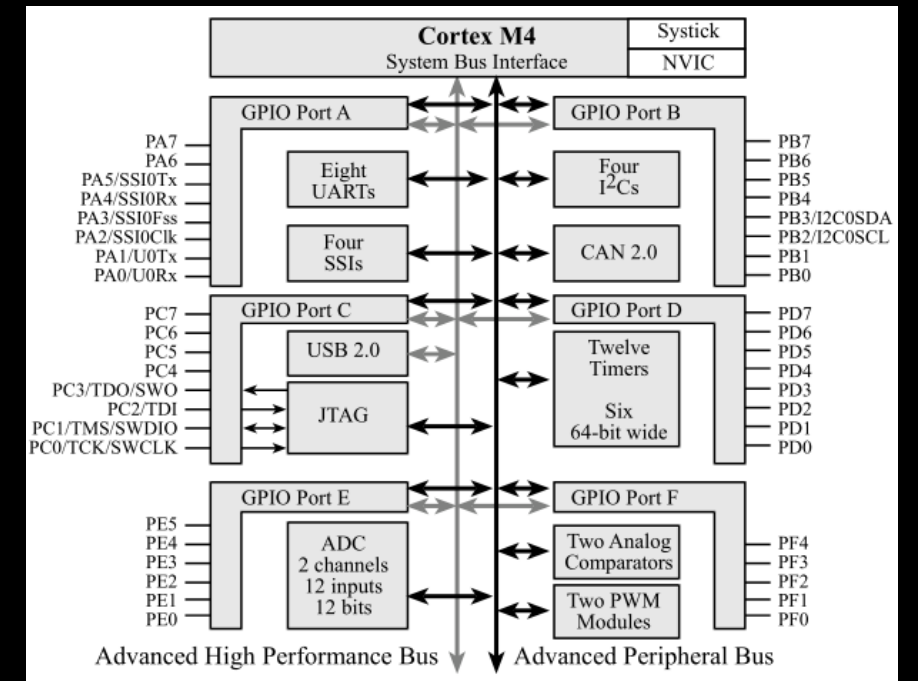 Cortex M4
System Bus Interface
Systick
NVIC
GPIO Port A
PA7
PA6
PA5/SSI0Tx
PA4/SSI0Rx
PA3/SSI0Fss
PA2/SSI0Clk
PA1/U0Tx
PA0/U0Rx
Eight
UARTs
Four
SSIs
GPIO Port B
Four
I2Cs
CAN 2.0
PB7
PB6
PB5
PB4
PB3/I2C0SDA
PB2/I2C0SCL
PB1
PB0
GPIO Port C
PC7
PC6
PC5
PC4
PC3/TDO/SWO
PC2/TDI
PC1/TMS/SWDIO
PC0/TCK/SWCLK
USB 2.0
JTAG
GPIO Port D
Twelve
Timers
Six
64-bit wide
PD7
PD6
PD5
PD4
PD3
PD2
PD1
PD0
GPIO Port E
PE5
PE4
PE3
PE2
PE1
PE0
ADC
2 channels
12 inputs
12 bits
GPIO Port F
Two Analog
Comparators
Two PWM
Modules
PF4
PF3
PF2
PF1
PF0
Advanced High Performance Bus
Advanced Peripheral Bus